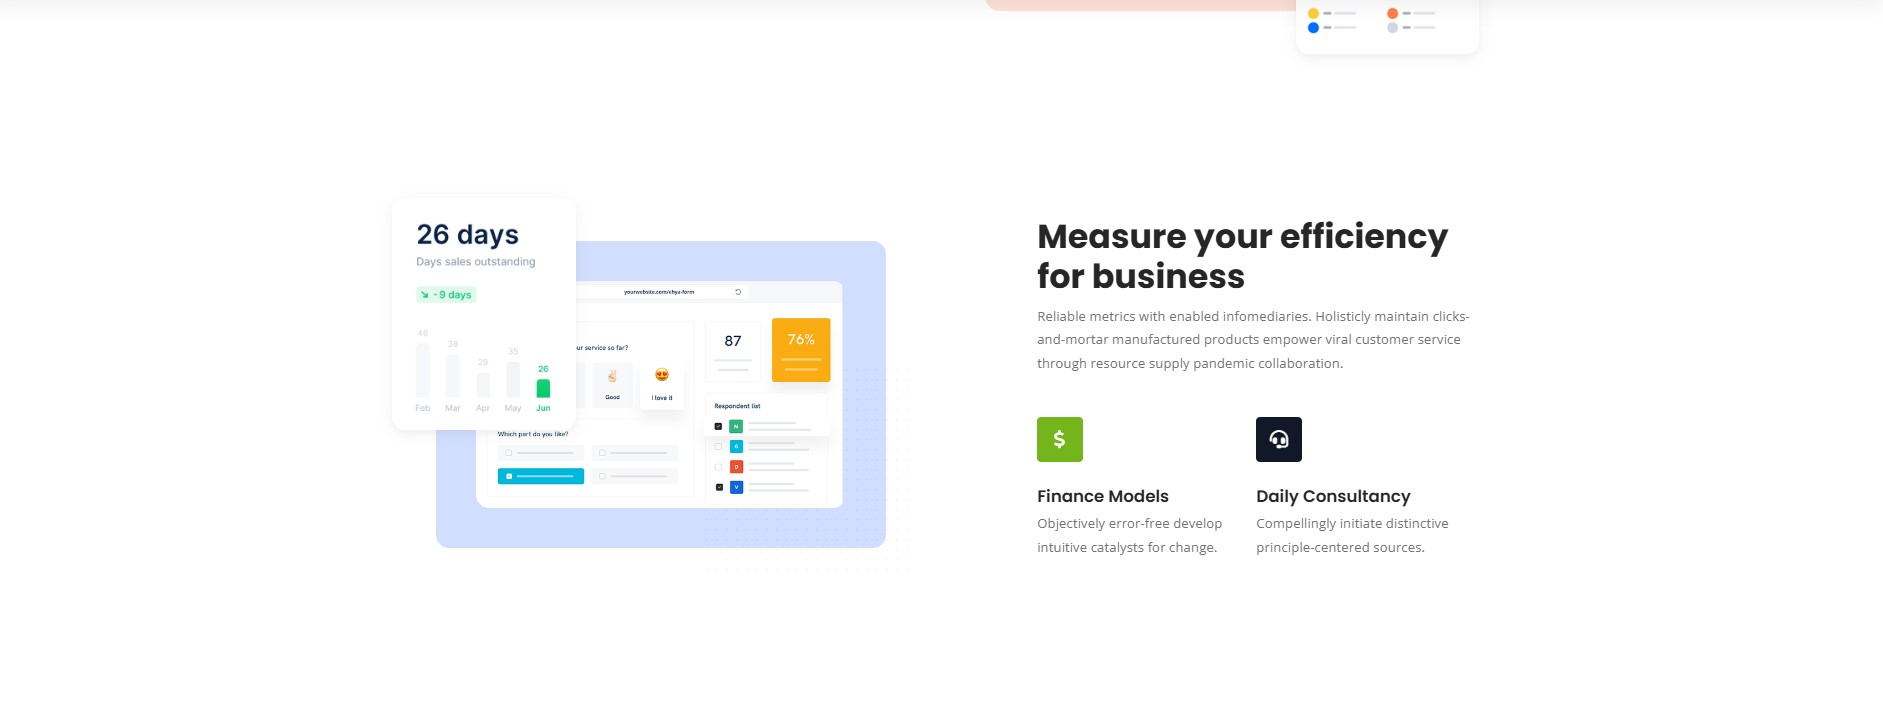 26 days
Days sales outstanding
- 9 days
46
38
29
35
26
Feb
Mar
Apr
May
Jun
yourwebsite.com/ehya-form
ur service so far?
Good
I love it
87
76%
Which part do you like?
Respondent list
N
G
D
V
Measure your efficiency
for business
Reliable metrics with enabled infomediaries. Holisticly maintain clicks-
and-mortar manufactured products empower viral customer service
through resource supply pandemic collaboration.
$
Finance Models
Objectively error-free develop
intuitive catalysts for change.
Daily Consultancy
Compellingly initiate distinctive
principle-centered sources.